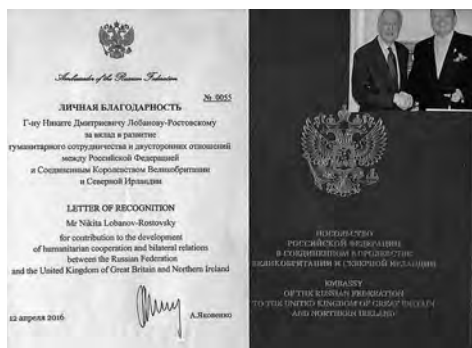 Ambassador of the Russian Federation
№ 0055
ЛИЧНАЯ БЛАГОДАРНОСТЬ
Г-ну Никите Дмитриевичу Лобанову-Ростовскому
за вклад в развитие
гуманитарного сотрудничества и двусторонних отношений
между Российской Федерацией
и Соединенным Королевством Великобритании
и Северной Ирландии
LETTER OF RECOGNITION
Mr Nikita Lobanov-Rostovsky
for contribution to the development
of humanitarian cooperation and bilateral relations
between the Russian Federation
and the United Kingdom of Great Britain and Northern Ireland
12 апреля 2016
А.Яковенко
ПОСОЛЬСТВО
РОССИЙСКОЙ ФЕДЕРАЦИИ
В СОЕДИНЕННОМ КОРОЛЕВСТВЕ
ВЕЛИКОБРИТАНИИ И СЕВЕРНОЙ ИРЛАНДИИ
EMBASSY
OF THE RUSSIAN FEDERATION
TO THE UNITED KINGDOM OF GREAT BRITAIN
AND NORTHERN IRELAND